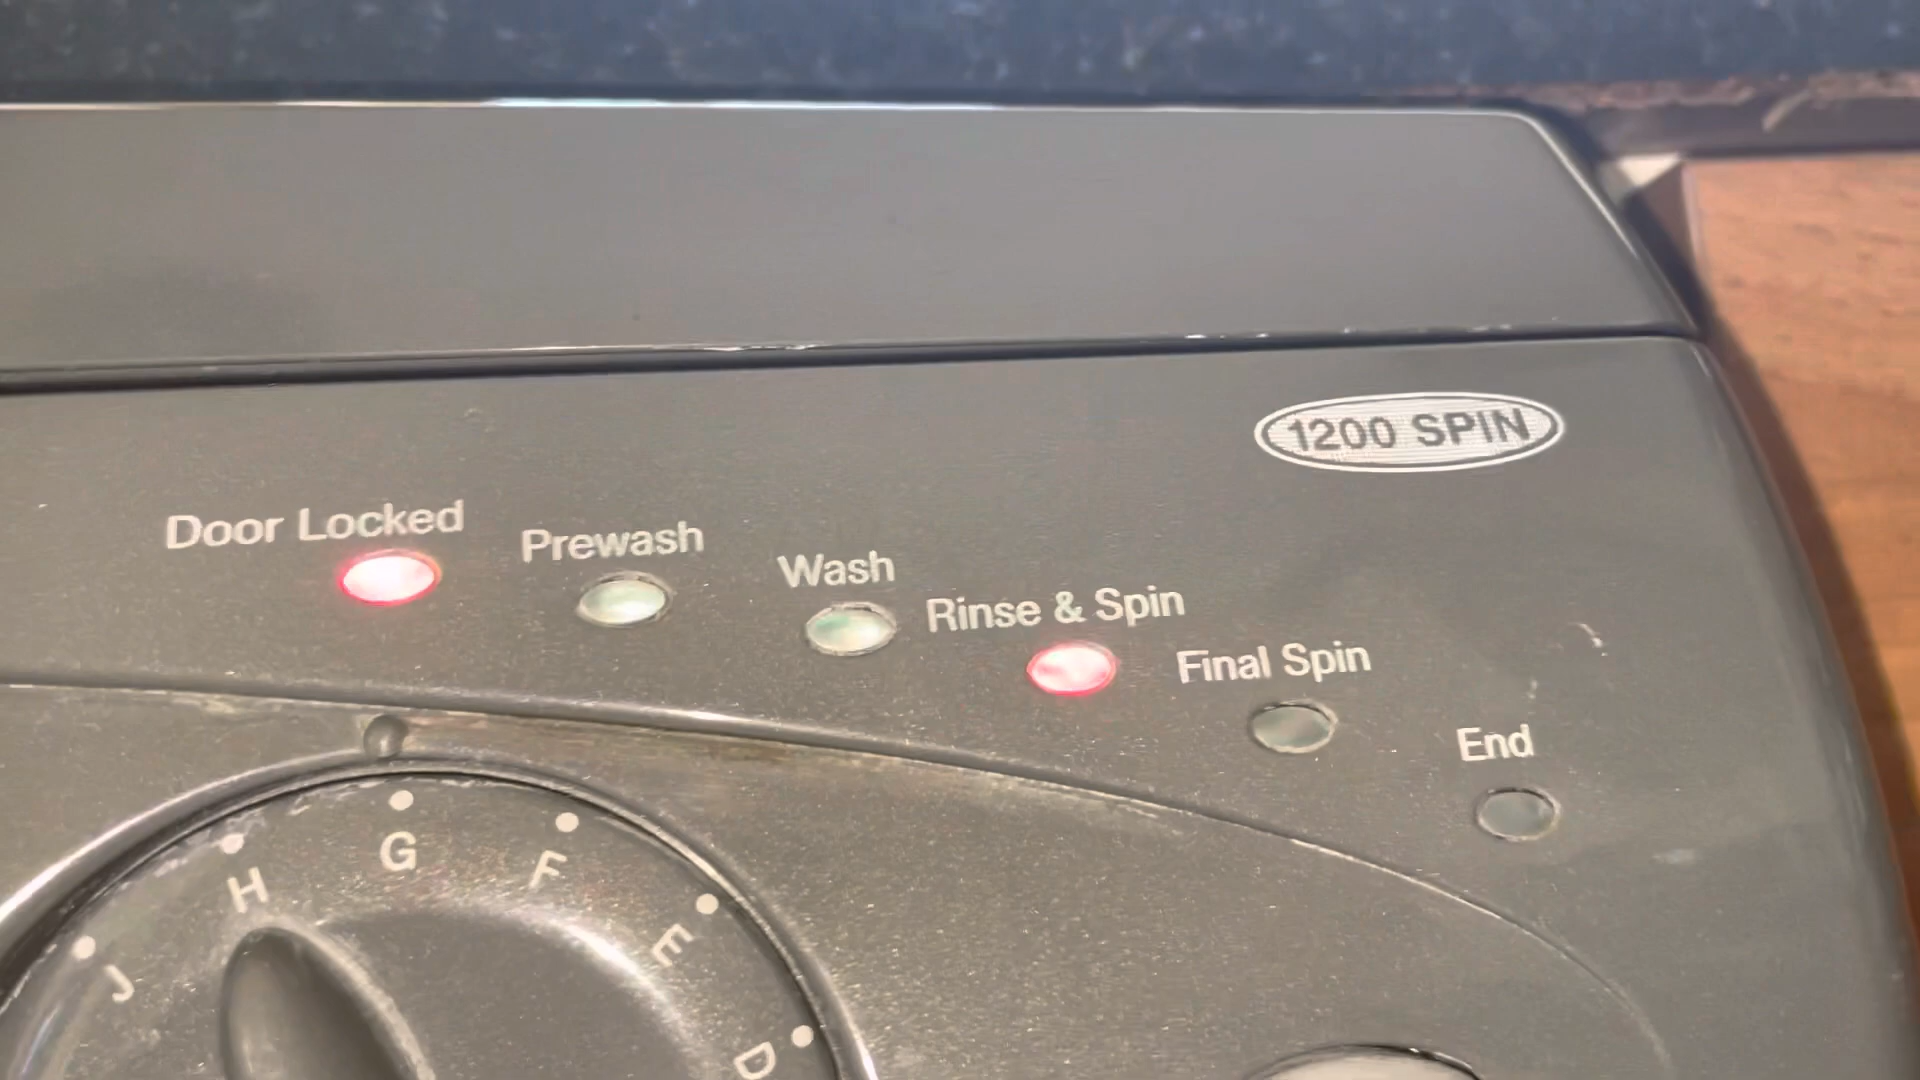 1200 SPIN
Door Locked
Prewash
Wash
Rinse & Spin
Final Spin
End
J
H
G
F
E
D